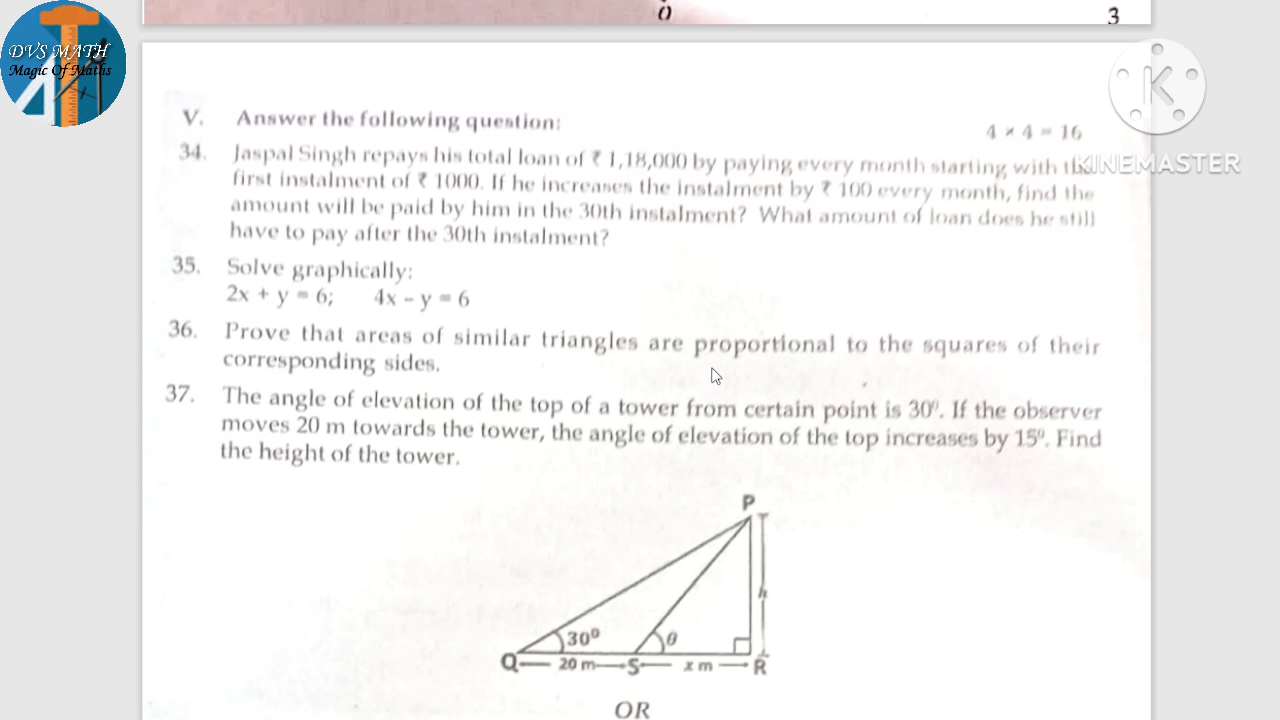 0
3
DVS MATH
Magic Of Maths
K
KINEMASTER
V. Answer the following question: 4 × 4 = 16
34. Jaspal Singh repays his total loan of ₹ 1,18,000 by paying every month starting with
first instalment of ₹ 1000. If he increases the instalment by ₹ 100 every month, find the
amount will be paid by him in the 30th instalment? What amount of loan does he still
have to pay after the 30th instalment?
35. Solve graphically:
2x + y = 6; 4x – y = 6
36. Prove that areas of similar triangles are proportional to the squares of their
corresponding sides.
37. The angle of elevation of the top of a tower from certain point is 30⁰. If the observer
moves 20 m towards the tower, the angle of elevation of the top increases by 15⁰. Find
the height of the tower.
P
h
30⁰ θ
Q 20 m S x m R
OR